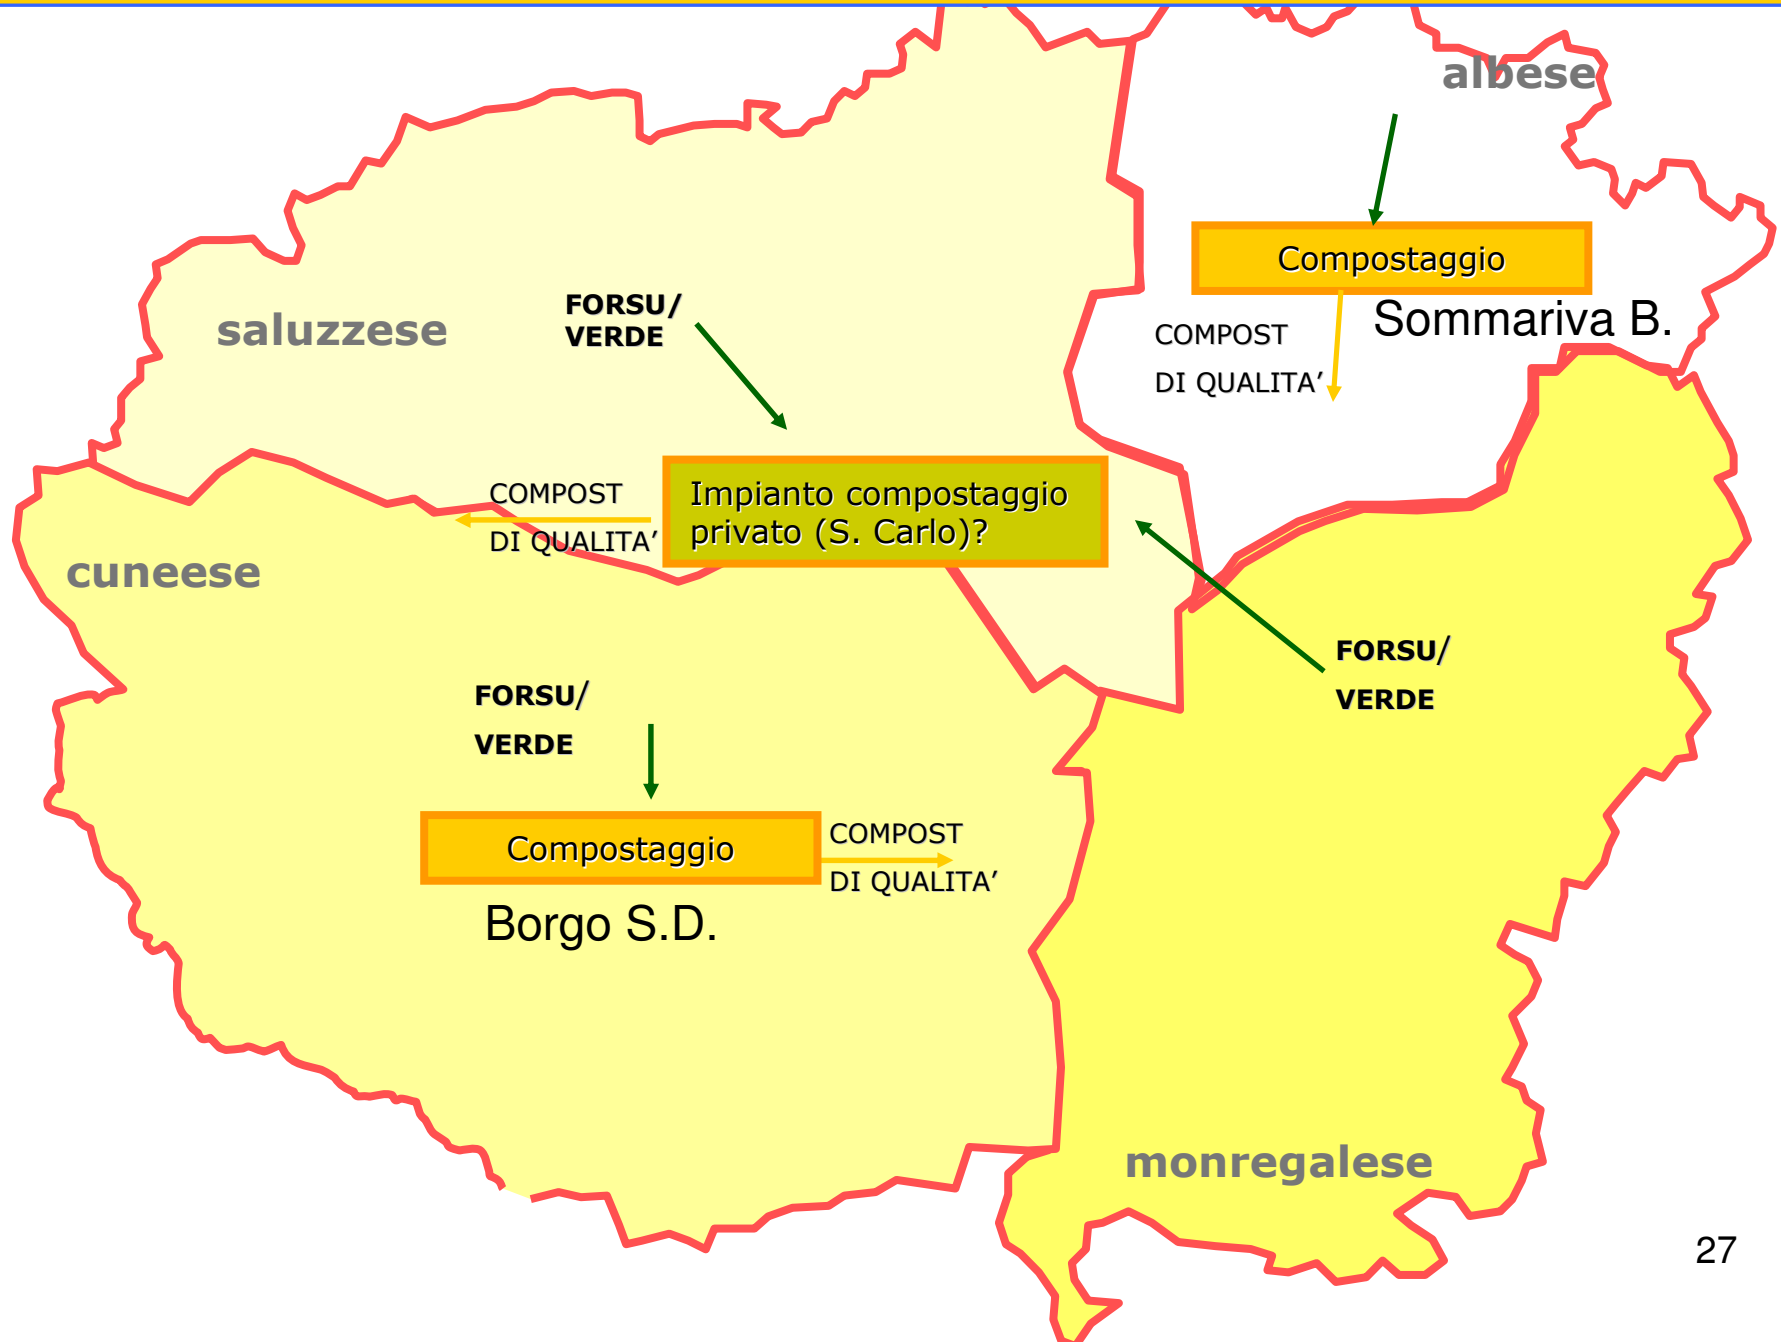 albese
Compostaggio
Sommariva B.
COMPOST
DI QUALITA’
saluzzese
FORSU/
VERDE
COMPOST
DI QUALITA’
Impianto compostaggio
privato (S. Carlo)?
cuneese
FORSU/
VERDE
FORSU/
VERDE
Compostaggio
COMPOST
DI QUALITA’
Borgo S.D.
monregalese
27